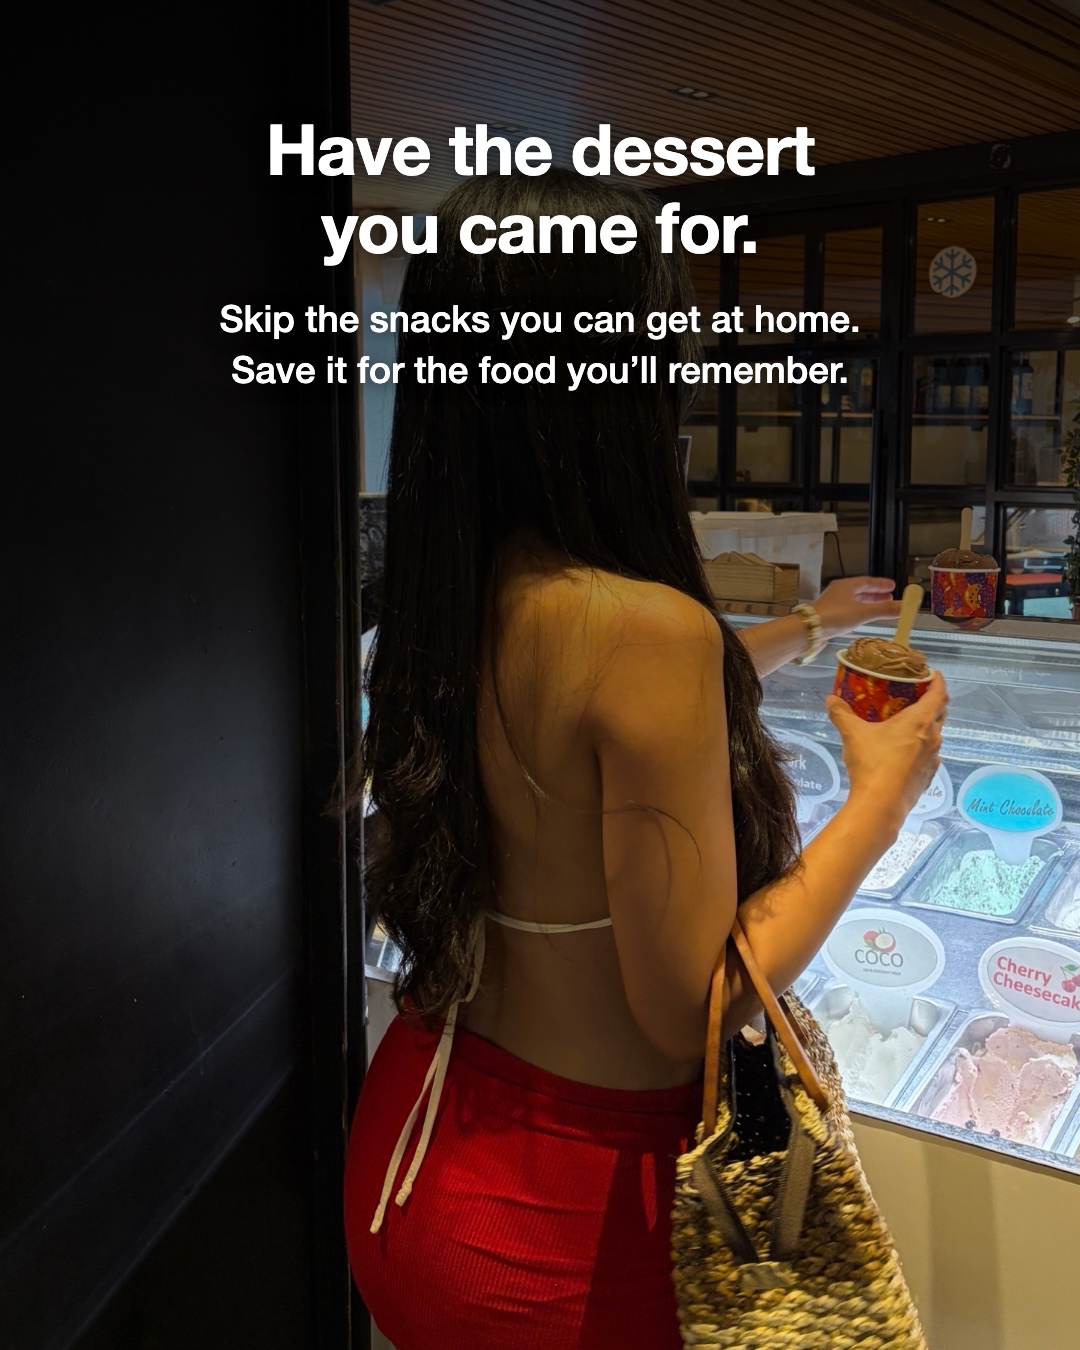 Have the dessert
you came for.
Skip the snacks you can get at home.
Save it for the food you’ll remember.
Mint Chocolate
COCO
Cherry